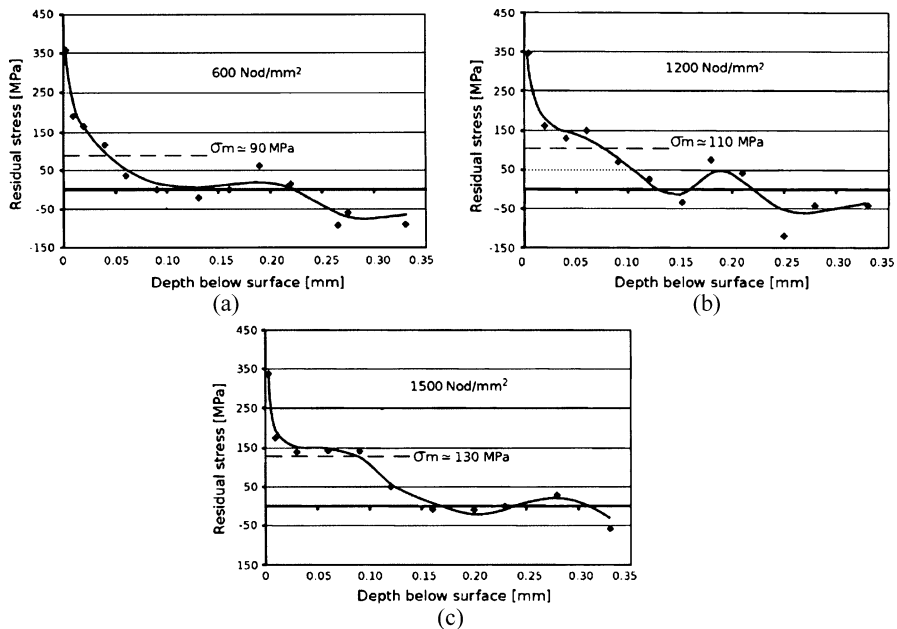 450
350
250
150
50
-50
-150
Residual stress [MPa]
600 Nod/mm²
σm ≃ 90 MPa
0 0.05 0.10 0.15 0.20 0.25 0.30 0.35
Depth below surface [mm]
(a)
450
350
250
150
50
-50
-150
Residual stress [MPa]
1200 Nod/mm²
σm ≃ 110 MPa
0 0.05 0.10 0.15 0.20 0.25 0.30 0.35
Depth below surface [mm]
(b)
450
350
250
150
50
-50
150
Residual stress [MPa]
1500 Nod/mm²
σm ≃ 130 MPa
0 0.05 0.10 0.15 0.20 0.25 0.30 0.35
Depth below surface [mm]
(c)